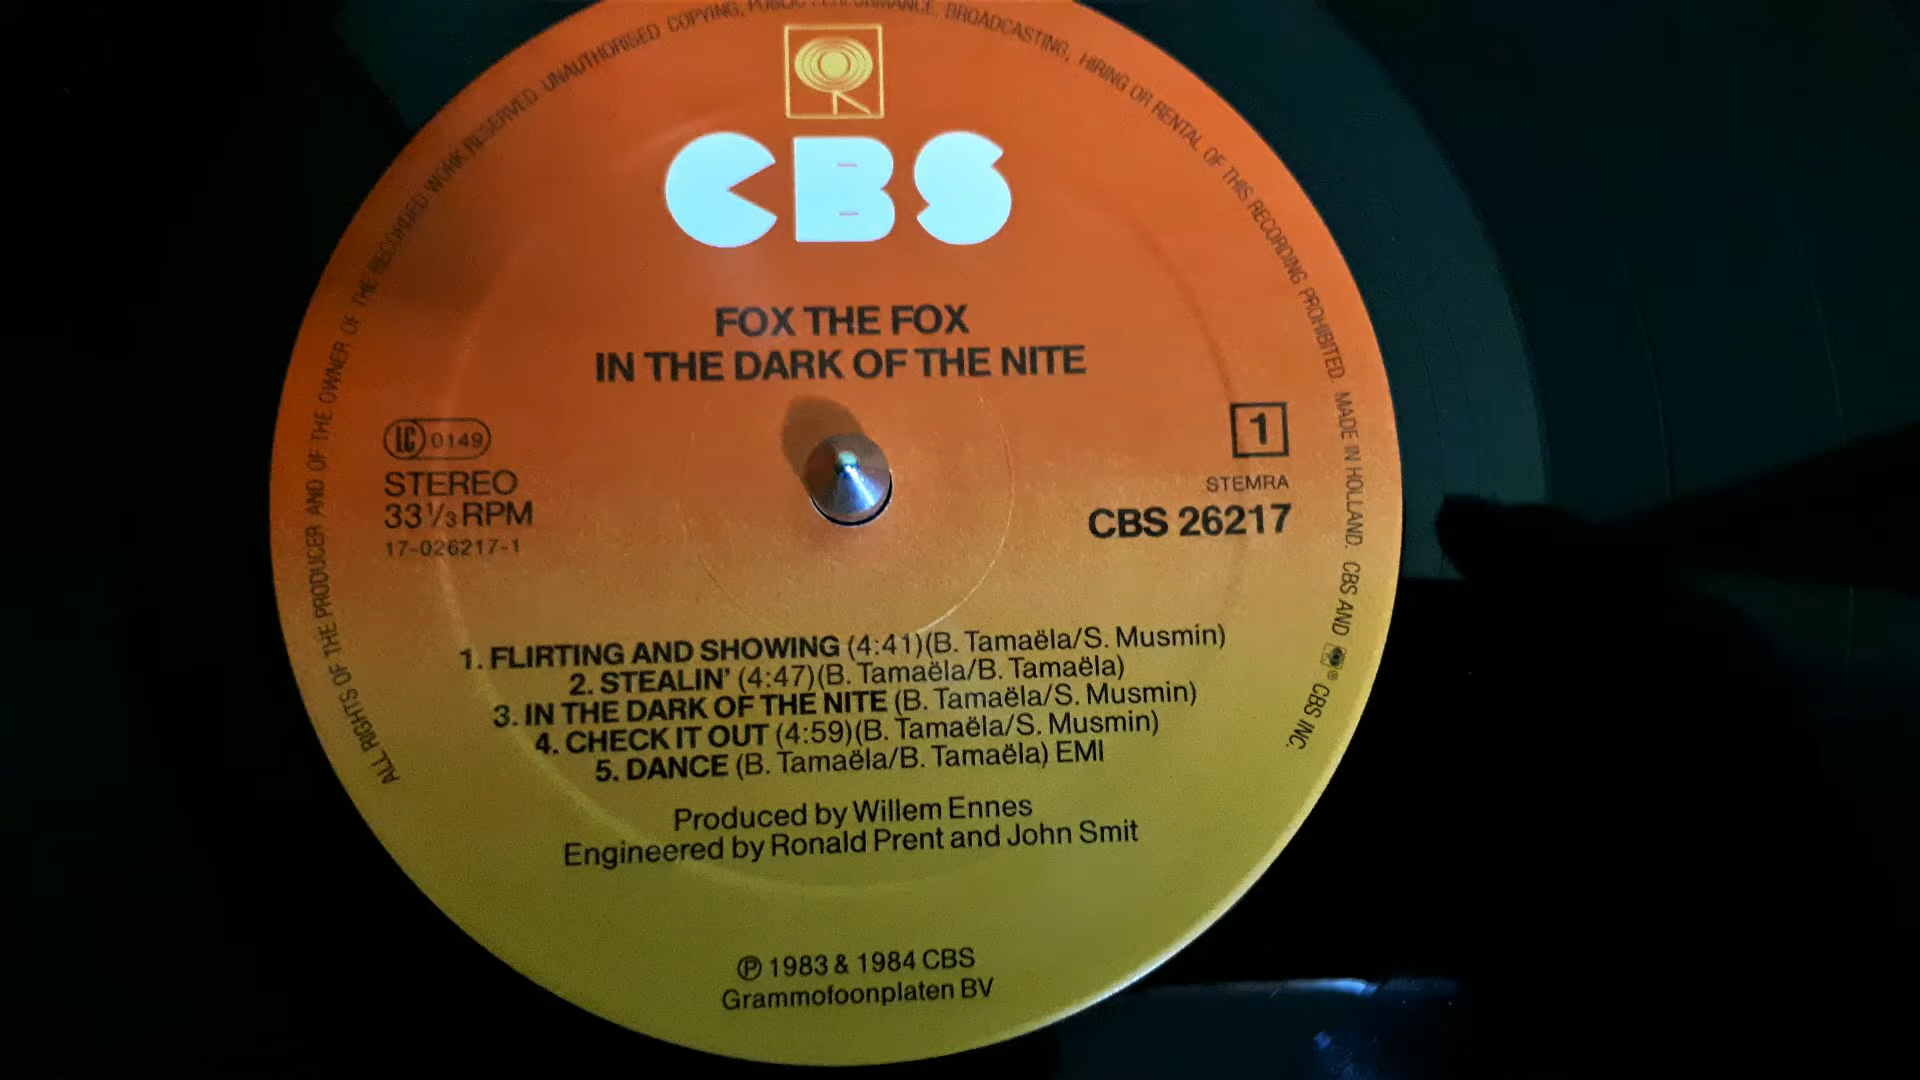 ALL RIGHTS OF THE PRODUCER AND OF THE OWNER OF THE RECORDED WORK RESERVED. UNAUTHORISED COPYING, PUBLIC PERFORMANCE, BROADCASTING, HIRING OR RENTAL OF THIS RECORDING PROHIBITED. MADE IN HOLLAND. CBS AND ® CBS INC.
CBS
FOX THE FOX
IN THE DARK OF THE NITE
LC 0149
STEREO
33 1/3 RPM
17-026217-1
1
STEMRA
CBS 26217
1. FLIRTING AND SHOWING (4:41)(B. Tamaëla/S. Musmin)
2. STEALIN' (4:47)(B. Tamaëla/B. Tamaëla)
3. IN THE DARK OF THE NITE (B. Tamaëla/S. Musmin)
4. CHECK IT OUT (4:59)(B. Tamaëla/S. Musmin)
5. DANCE (B. Tamaëla/B. Tamaëla) EMI
Produced by Willem Ennes
Engineered by Ronald Prent and John Smit
℗ 1983 & 1984 CBS
Grammofoonplaten BV